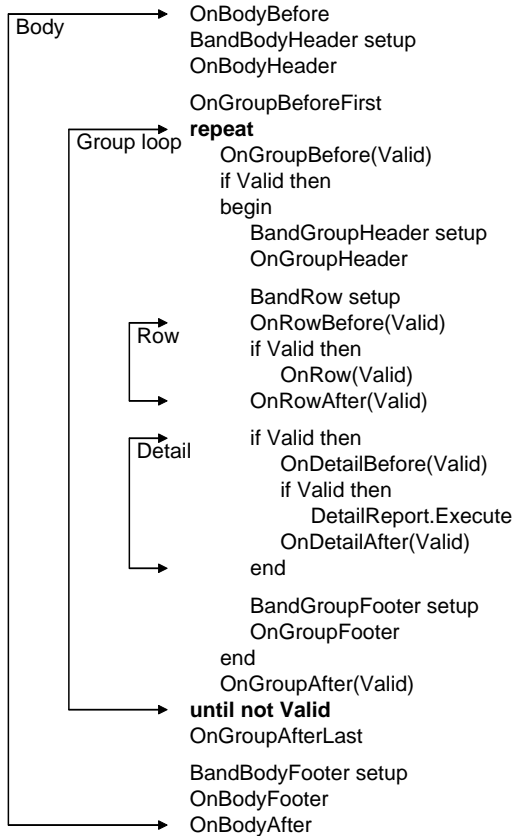 Body
OnBodyBefore
BandBodyHeader setup
OnBodyHeader
OnGroupBeforeFirst
Group loop
repeat
OnGroupBefore(Valid)
if Valid then
begin
BandGroupHeader setup
OnGroupHeader
BandRow setup
Row
OnRowBefore(Valid)
if Valid then
OnRow(Valid)
OnRowAfter(Valid)
Detail
if Valid then
OnDetailBefore(Valid)
if Valid then
DetailReport.Execute
OnDetailAfter(Valid)
end
BandGroupFooter setup
OnGroupFooter
end
OnGroupAfter(Valid)
until not Valid
OnGroupAfterLast
BandBodyFooter setup
OnBodyFooter
OnBodyAfter